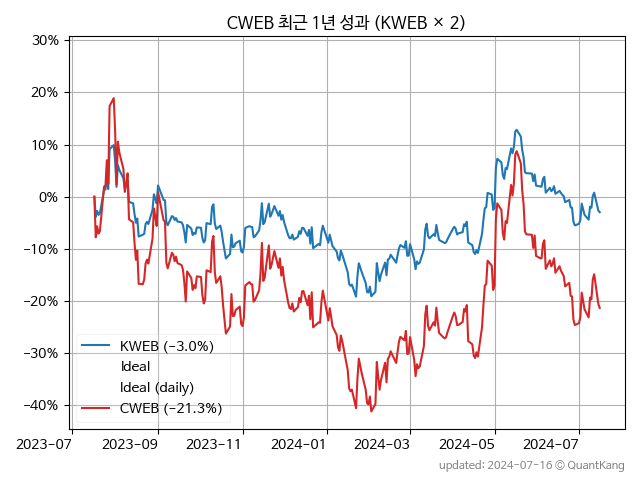 CWEB 최근 1년 성과 (KWEB × 2)
30%
20%
10%
0%
−10%
−20%
−30%
−40%
KWEB (−3.0%)
Ideal
Ideal (daily)
CWEB (−21.3%)
2023-07 2023-09 2023-11 2024-01 2024-03 2024-05 2024-07
updated: 2024-07-16 © QuantKang